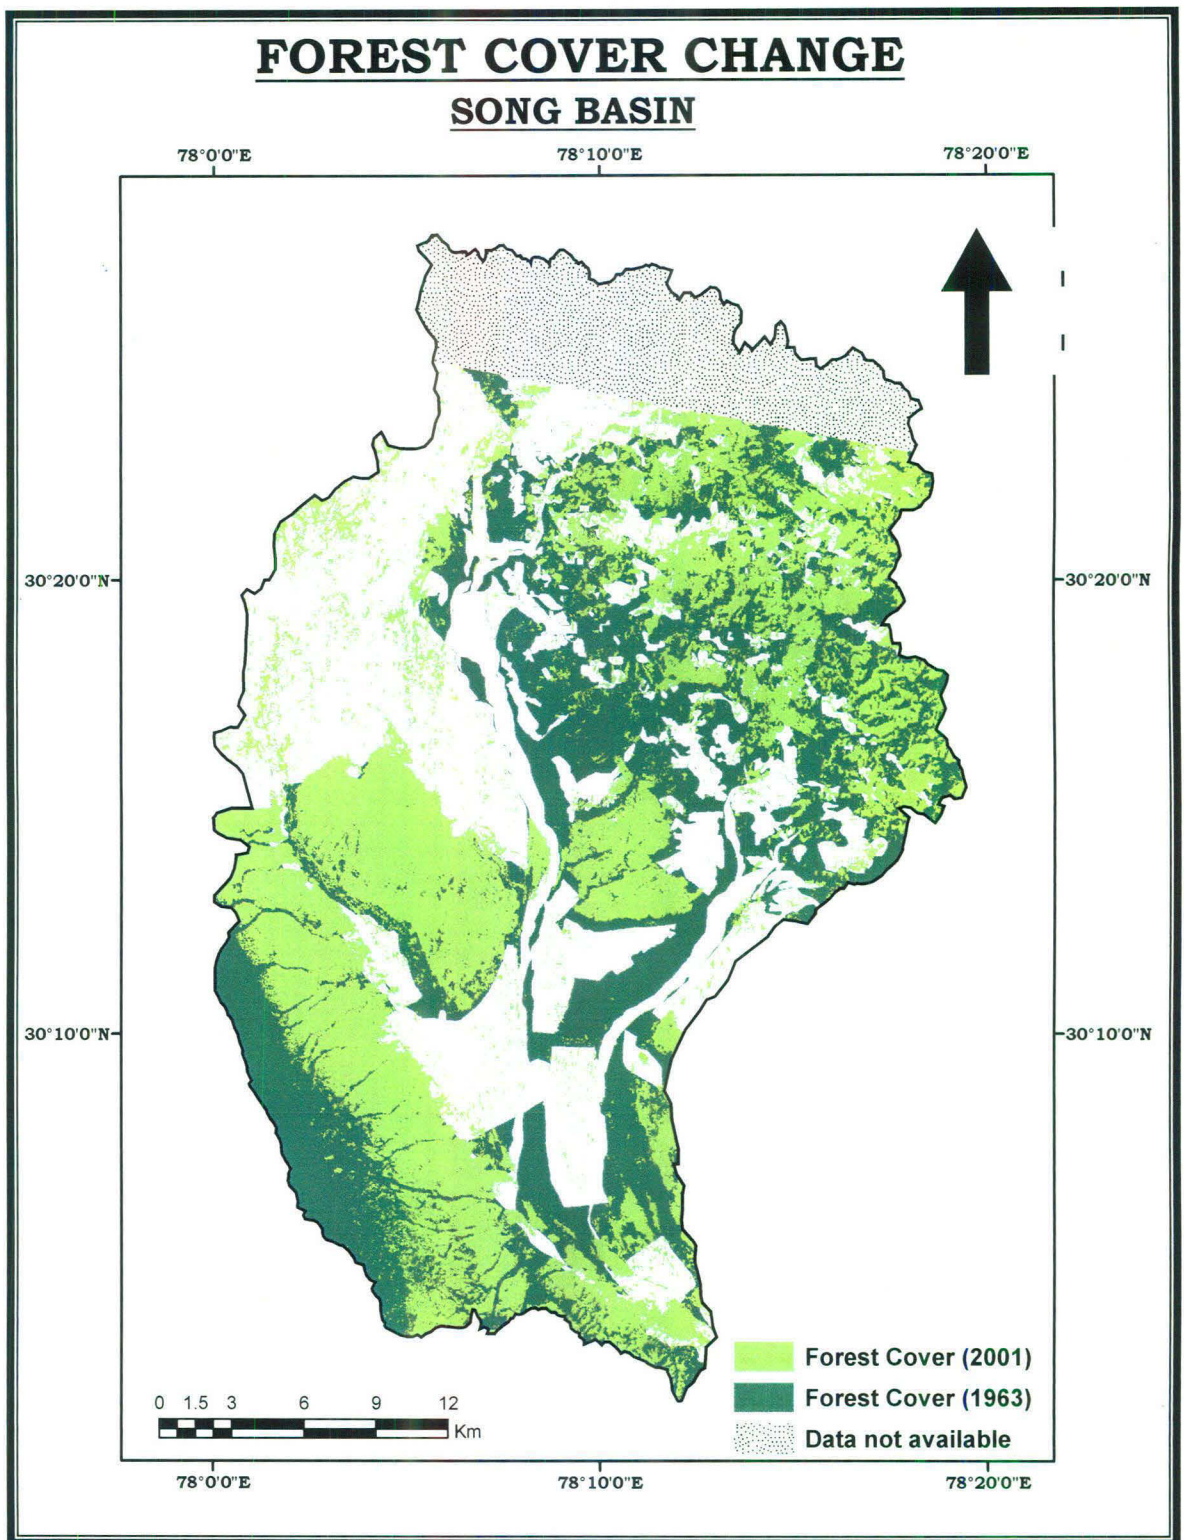 FOREST COVER CHANGE
SONG BASIN
78°0'0"E 78°10'0"E 78°20'0"E
30°20'0"N 30°20'0"N
30°10'0"N 30°10'0"N
Forest Cover (2001)
Forest Cover (1963)
Data not available
0 1.5 3 6 9 12
Km
78°0'0"E 78°10'0"E 78°20'0"E